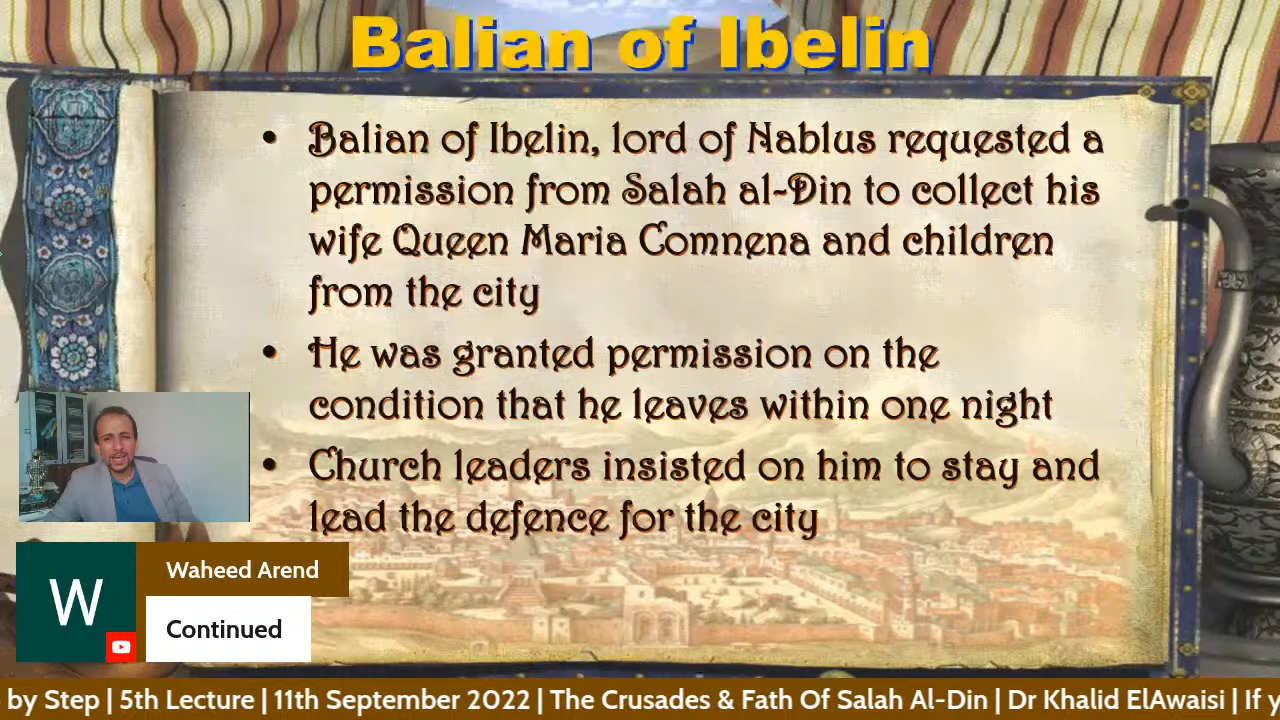 Balian of Ibelin
• Balian of Ibelin, lord of Nablus requested a
permission from Salah al-Din to collect his
wife Queen Maria Comnena and children
from the city
• He was granted permission on the
condition that he leaves within one night
• Church leaders insisted on him to stay and
lead the defence for the city
W
Waheed Arend
Continued
by Step | 5th Lecture | 11th September 2022 | The Crusades & Fath Of Salah Al-Din | Dr Khalid ElAwaisi | If y